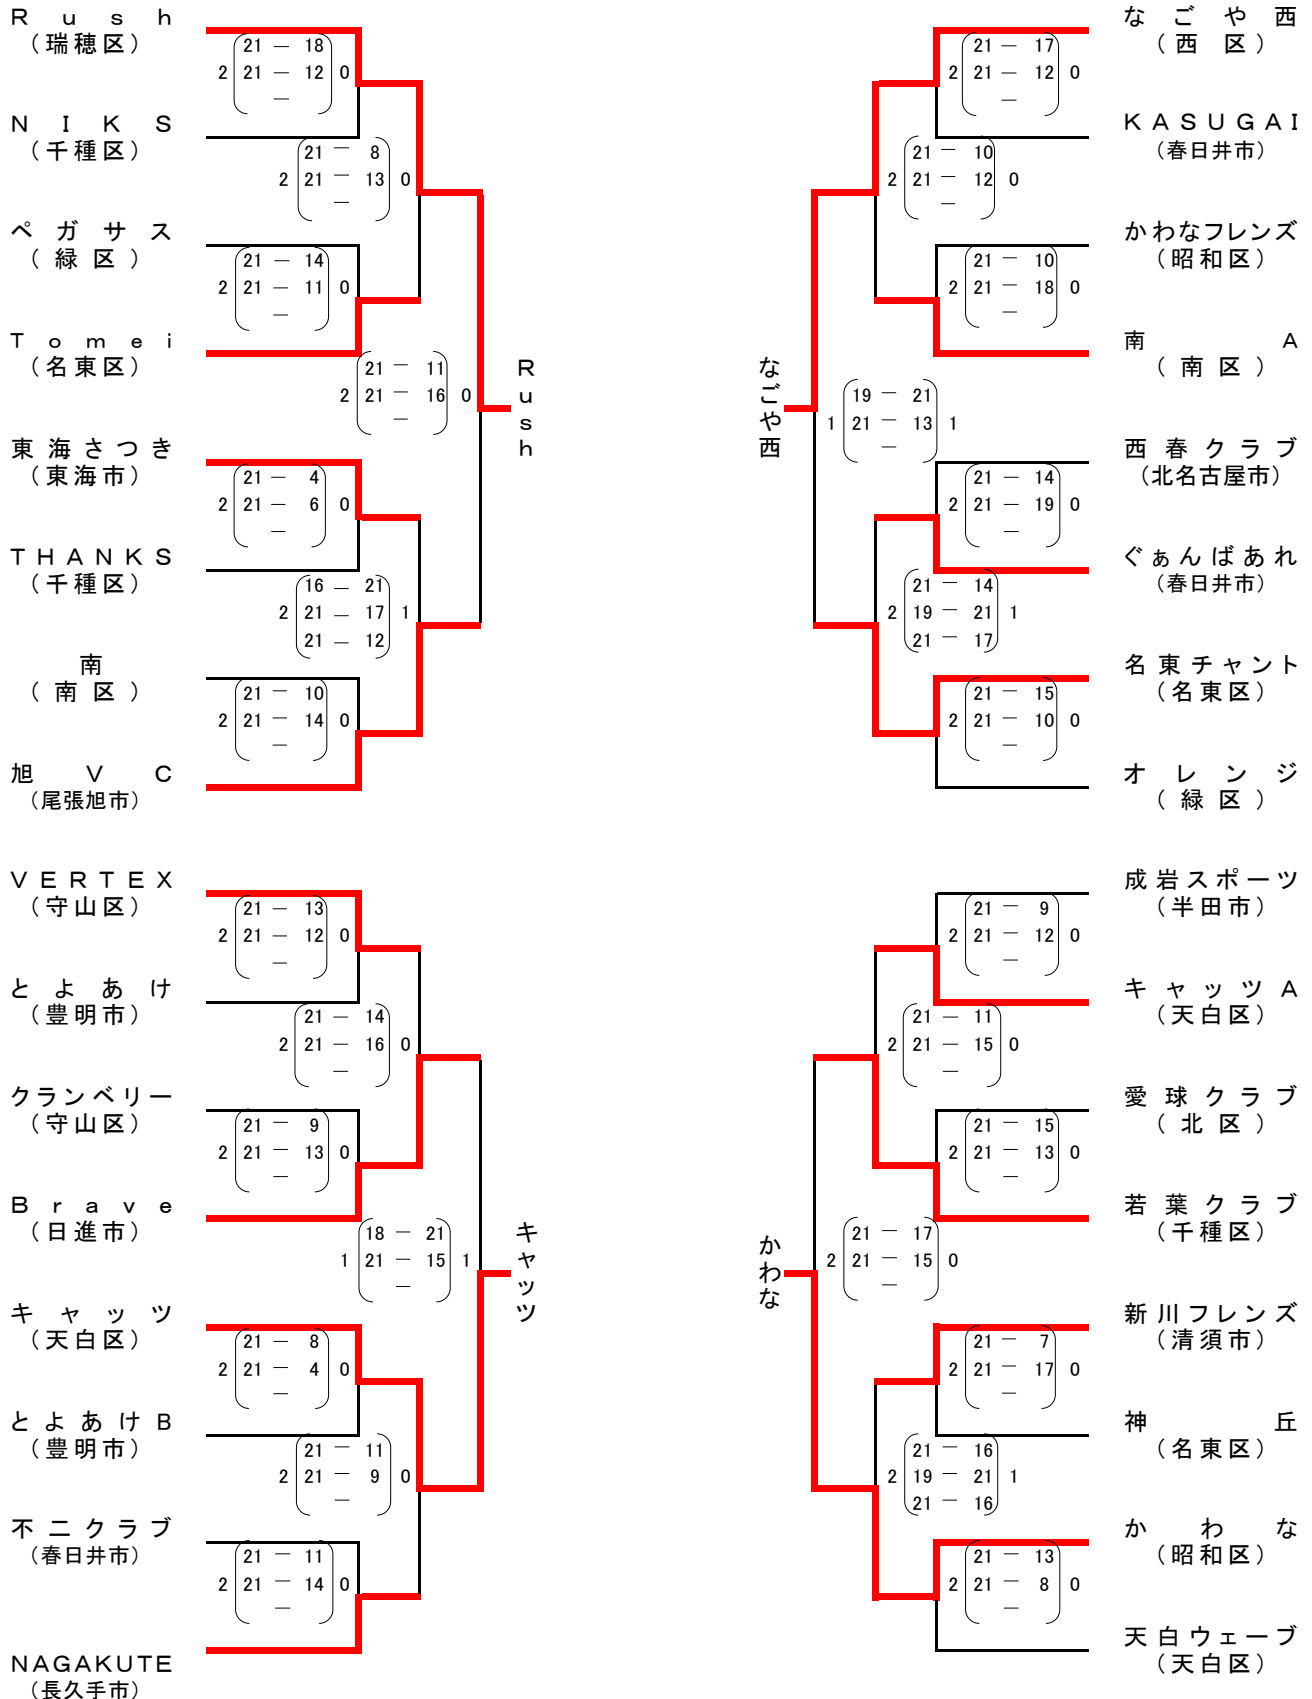 Ｒｕｓｈ
（瑞穂区）
21 ― 18
2 21 ― 12 0
―
ＮＩＫＳ
（千種区）
21 ― 8
2 21 ― 13 0
―
ペガサス
（緑区）
21 ― 14
2 21 ― 11 0
―
Ｔｏｍｅｉ
（名東区）
21 ― 11
2 21 ― 16 0
―
Ｒｕｓｈ
東海さつき
（東海市）
21 ― 4
2 21 ― 6 0
―
ＴＨＡＮＫＳ
（千種区）
16 ― 21
2 21 ― 17 1
21 ― 12
南
（南区）
21 ― 10
2 21 ― 14 0
―
旭ＶＣ
（尾張旭市）
なごや西
（西区）
21 ― 17
2 21 ― 12 0
―
ＫＡＳＵＧＡＩ
（春日井市）
21 ― 10
2 21 ― 12 0
―
かわなフレンズ
（昭和区）
21 ― 10
2 21 ― 18 0
―
南Ａ
（南区）
なごや西
19 ― 21
1 21 ― 13 1
―
西春クラブ
（北名古屋市）
21 ― 14
2 21 ― 19 0
―
ぐぁんばあれ
（春日井市）
21 ― 14
2 19 ― 21 1
21 ― 17
名東チャント
（名東区）
21 ― 15
2 21 ― 10 0
―
オレンジ
（緑区）
ＶＥＲＴＥＸ
（守山区）
21 ― 13
2 21 ― 12 0
―
とよあけ
（豊明市）
21 ― 14
2 21 ― 16 0
―
クランベリー
（守山区）
21 ― 9
2 21 ― 13 0
―
Ｂｒａｖｅ
（日進市）
18 ― 21
1 21 ― 15 1
―
キャッツ
キャッツ
（天白区）
21 ― 8
2 21 ― 4 0
―
とよあけＢ
（豊明市）
21 ― 11
2 21 ― 9 0
―
不二クラブ
（春日井市）
21 ― 11
2 21 ― 14 0
―
ＮＡＧＡＫＵＴＥ
（長久手市）
成岩スポーツ
（半田市）
21 ― 9
2 21 ― 12 0
―
キャッツＡ
（天白区）
21 ― 11
2 21 ― 15 0
―
愛球クラブ
（北区）
21 ― 15
2 21 ― 13 0
―
若葉クラブ
（千種区）
かわな
21 ― 17
2 21 ― 15 0
―
新川フレンズ
（清須市）
21 ― 7
2 21 ― 17 0
―
神丘
（名東区）
21 ― 16
2 19 ― 21 1
21 ― 16
かわな
（昭和区）
21 ― 13
2 21 ― 8 0
―
天白ウェーブ
（天白区）